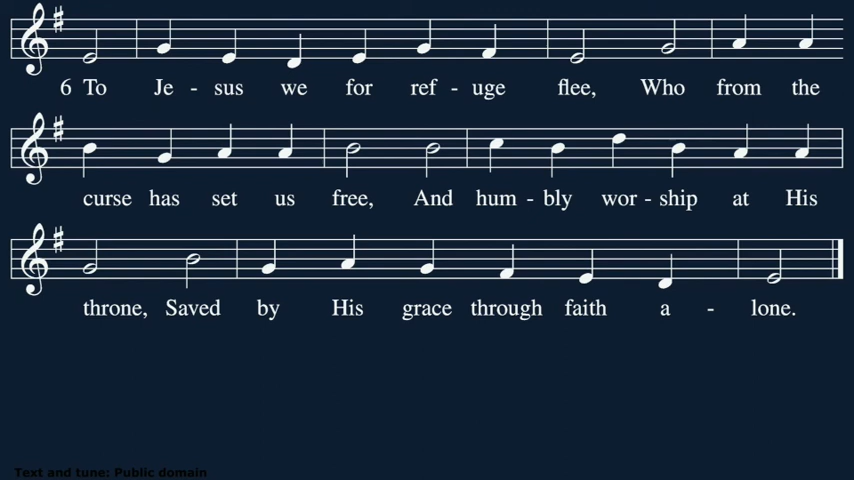 6 To Je - sus we for ref - uge flee, Who from the
curse has set us free, And hum - bly wor - ship at His
throne, Saved by His grace through faith a - lone.
Text and tune: Public domain